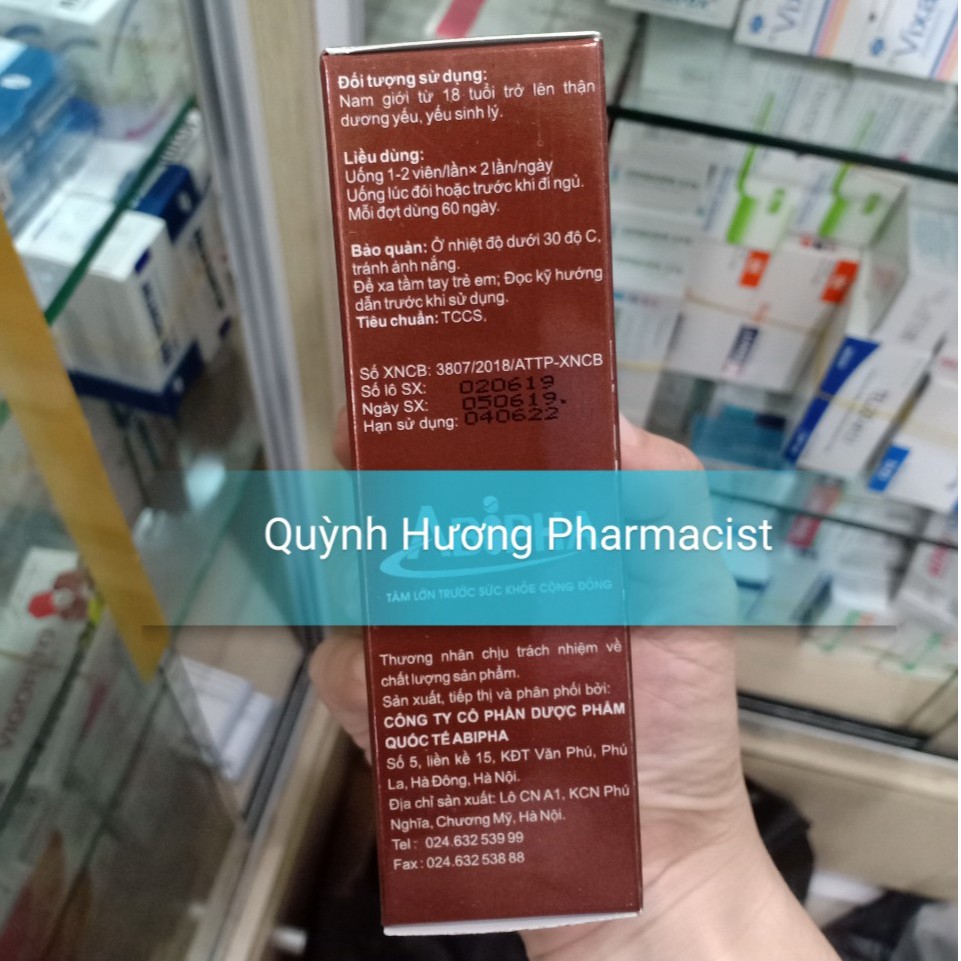 Đối tượng sử dụng:
Nam giới từ 18 tuổi trở lên thận
dương yếu, yếu sinh lý.
Liều dùng:
Uống 1-2 viên/lần× 2 lần/ngày
Uống lúc đói hoặc trước khi đi ngủ.
Mỗi đợt dùng 60 ngày.
Bảo quản: Ở nhiệt độ dưới 30 độ C,
tránh ánh nắng.
Để xa tầm tay trẻ em; Đọc kỹ hướng
dẫn trước khi sử dụng.
Tiêu chuẩn: TCCS.
Số XNCB: 3807/2018/ATTP-XNCB
Số lô SX: 020619
Ngày SX: 050619.
Hạn sử dụng: 040622
ABIPHA
Quỳnh Hương Pharmacist
TÂM LỚN TRƯỚC SỨC KHỎE CỘNG ĐỒNG
Thương nhân chịu trách nhiệm về
chất lượng sản phẩm.
Sản xuất, tiếp thị và phân phối bởi:
CÔNG TY CỔ PHẦN DƯỢC PHẨM
QUỐC TẾ ABIPHA
Số 5, liền kề 15, KĐT Văn Phú, Phú
La, Hà Đông, Hà Nội.
Địa chỉ sản xuất: Lô CN A1, KCN Phú
Nghĩa, Chương Mỹ, Hà Nội.
Tel: 024.632 539 99
Fax: 024.632 538 88